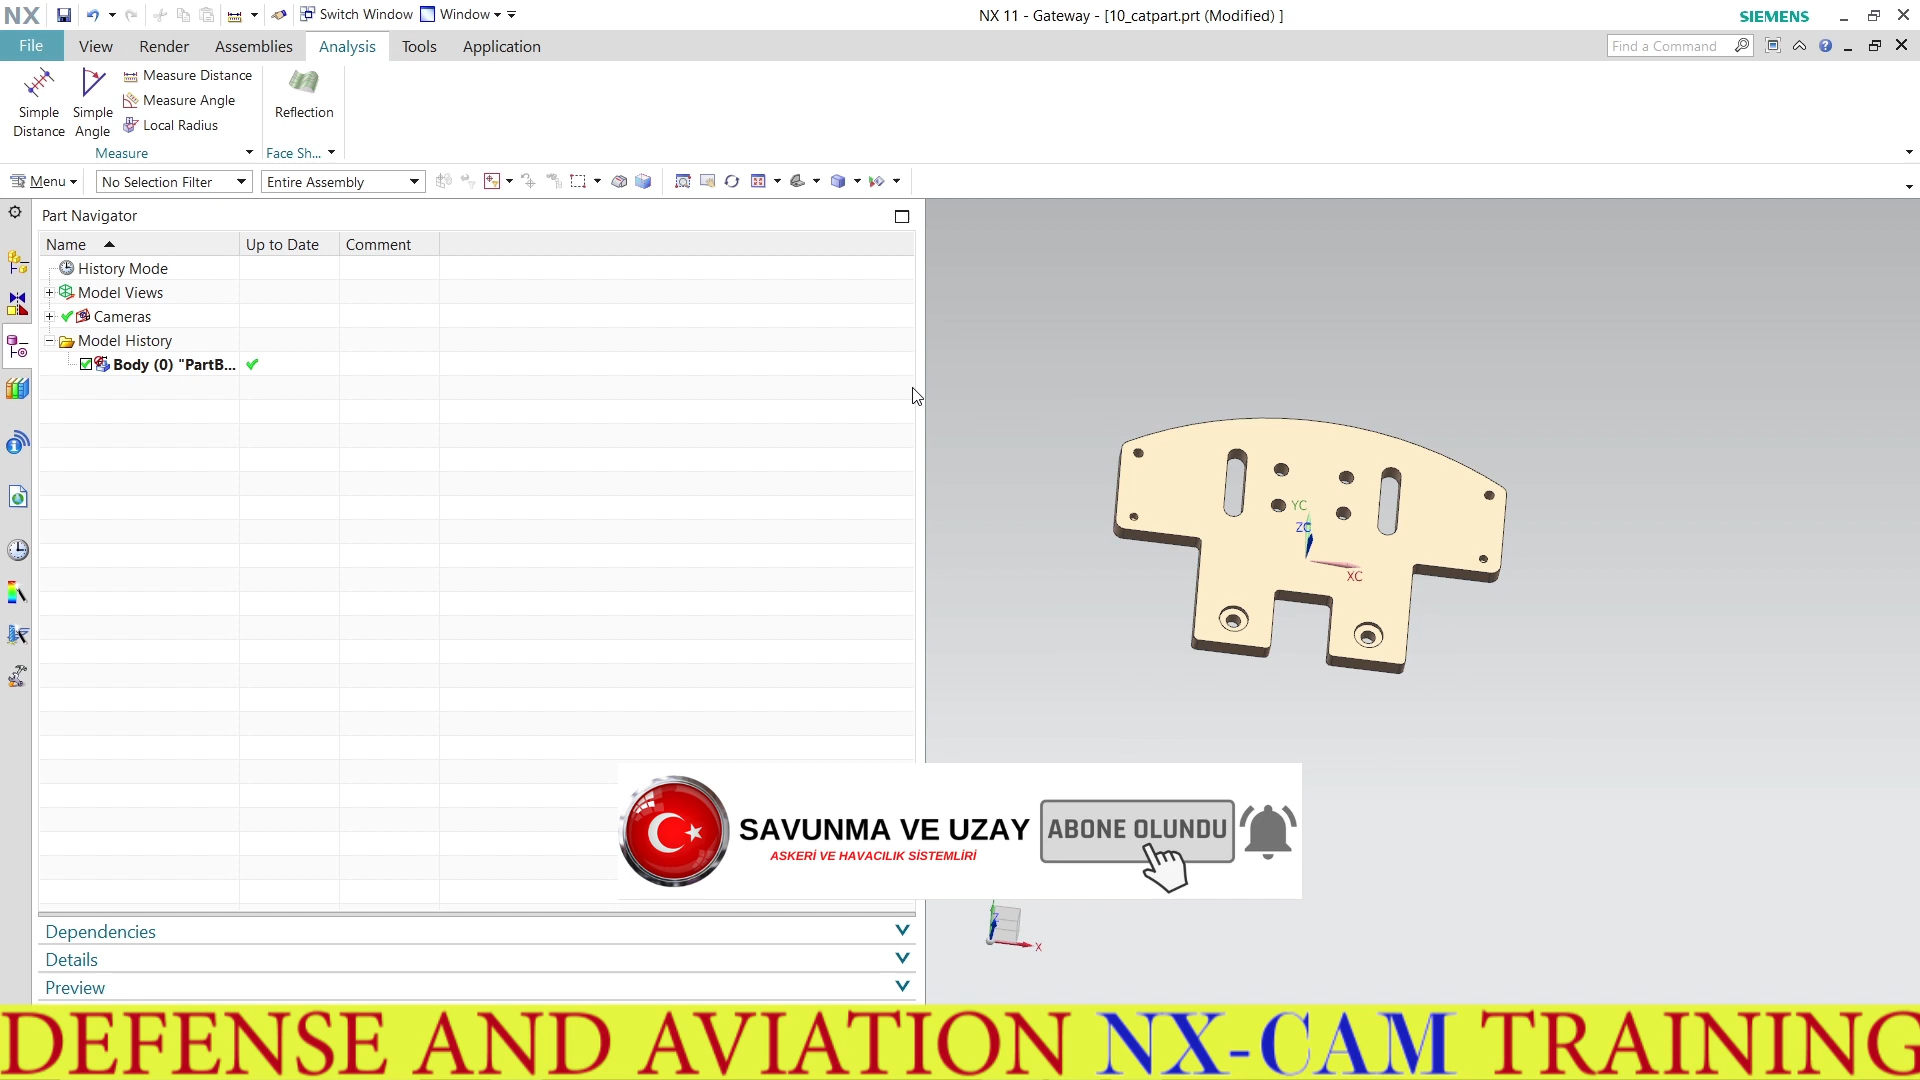 NX
Switch Window
Window
NX 11 - Gateway - [10_catpart.prt (Modified) ]
SIEMENS
File
View
Render
Assemblies
Analysis
Tools
Application
Find a Command
Simple Distance
Simple Angle
Measure Distance
Measure Angle
Local Radius
Reflection
Measure
Face Sh...
Menu
No Selection Filter
Entire Assembly
Part Navigator
Name
Up to Date
Comment
History Mode
Model Views
Cameras
Model History
Body (0) "PartB...
YC
ZC
XC
SAVUNMA VE UZAY
ASKERİ VE HAVACILIK SİSTEMLİRİ
ABONE OLUNDU
Z
X
Dependencies
Details
Preview
DEFENSE AND AVIATION NX-CAM TRAINING